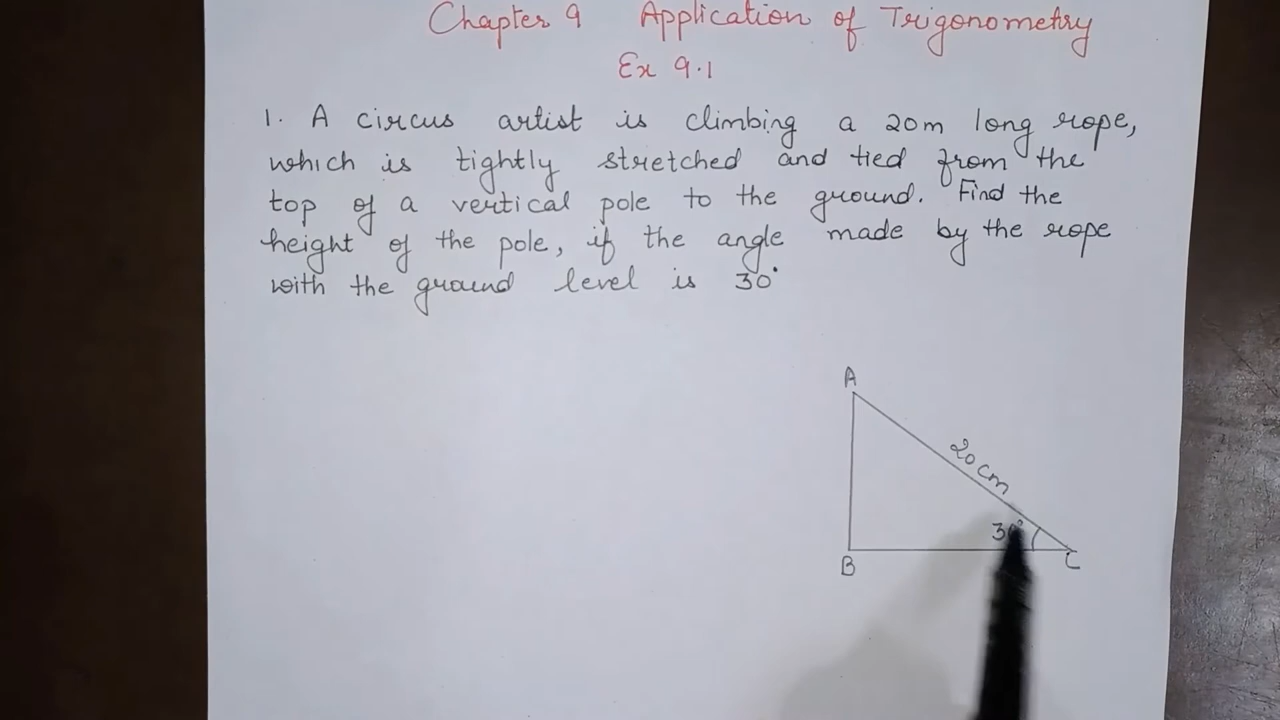 Chapter 9 Application of Trigonometry
Ex 9.1
1. A circus artist is climbing a 20m long rope,
which is tightly stretched and tied from the
top of a vertical pole to the ground. Find the
height of the pole, if the angle made by the rope
with the ground level is 30°
A
20 cm
30°
B
C